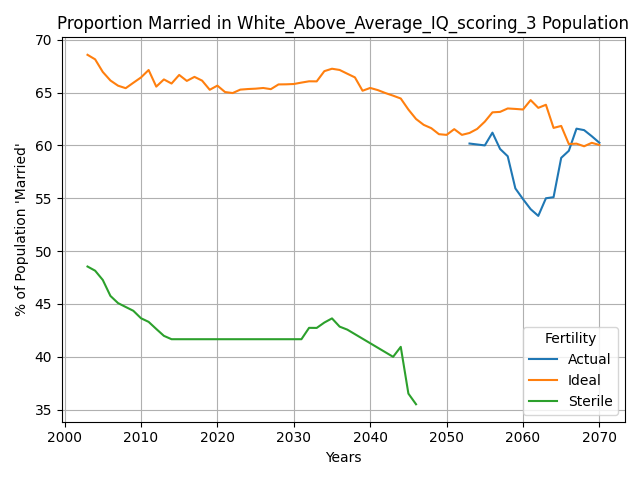 Proportion Married in White_Above_Average_IQ_scoring_3 Population
% of Population 'Married'
70
65
60
55
50
45
40
35
2000 2010 2020 2030 2040 2050 2060 2070
Years
Fertility
Actual
Ideal
Sterile